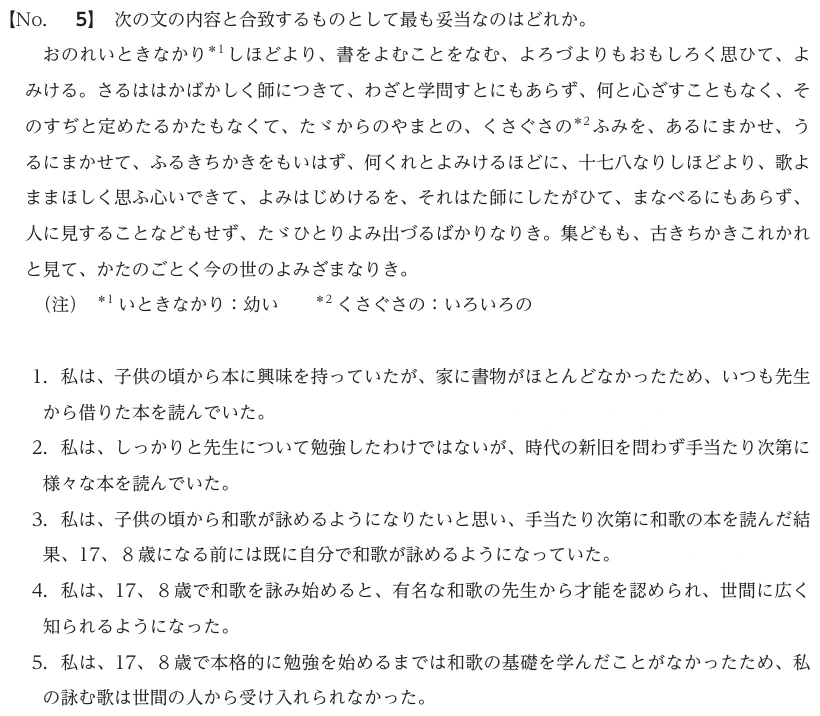 【No. 5】 次の文の内容と合致するものとして最も妥当なのはどれか。
おのれいときなかり*1しほどより、書をよむことをなむ、よろづよりもおもしろく思ひて、よ
みける。さるははかばかしく師につきて、わざと学問すとにもあらず、何と心ざすこともなく、そ
のすぢと定めたるかたもなくて、たゞからのやまとの、くさぐさの*2ふみを、あるにまかせ、う
るにまかせて、ふるきちかきをもいはず、何くれとよみけるほどに、十七八なりしほどより、歌よ
ままほしく思ふ心いできて、よみはじめけるを、それはた師にしたがひて、まなべるにもあらず、
人に見することなどもせず、たゞひとりよみ出づるばかりなりき。集どもも、古きちかきこれかれ
と見て、かたのごとく今の世のよみざまなりき。
(注) *1いときなかり:幼い *2くさぐさの:いろいろの
1. 私は、子供の頃から本に興味を持っていたが、家に書物がほとんどなかったため、いつも先生
から借りた本を読んでいた。
2. 私は、しっかりと先生について勉強したわけではないが、時代の新旧を問わず手当たり次第に
様々な本を読んでいた。
3. 私は、子供の頃から和歌が詠めるようになりたいと思い、手当たり次第に和歌の本を読んだ結
果、17、8歳になる前には既に自分で和歌が詠めるようになっていた。
4. 私は、17、8歳で和歌を詠み始めると、有名な和歌の先生から才能を認められ、世間に広く
知られるようになった。
5. 私は、17、8歳で本格的に勉強を始めるまでは和歌の基礎を学んだことがなかったため、私
の詠む歌は世間の人から受け入れられなかった。